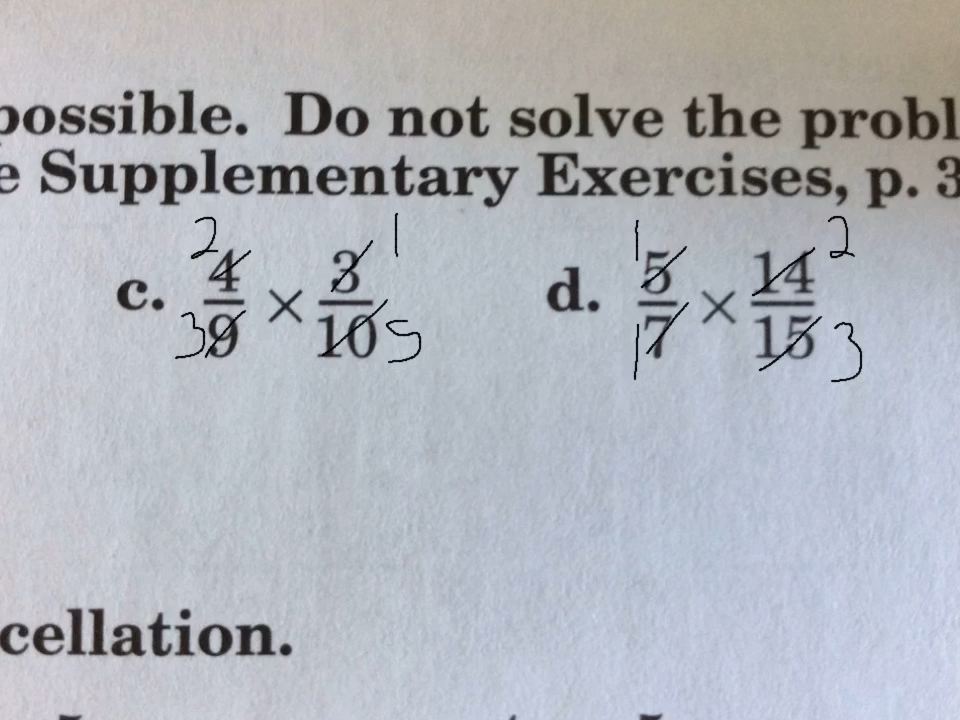 possible. Do not solve the probl
e Supplementary Exercises, p. 3
2 1 1 2
c. 4/9 × 3/10 d. 5/7 × 14/15
3 5 1 3
cellation.